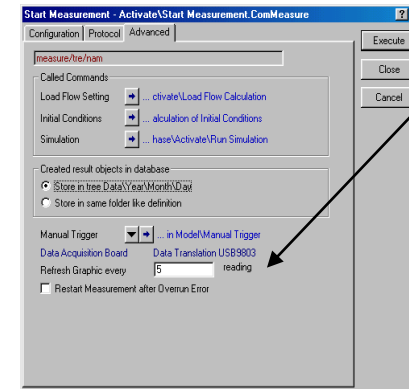 Start Measurement - Activate\Start Measurement.ComMeasure ?
Configuration Protocol Advanced
Execute
measure/tre/nam
Close
Called Commands
Load Flow Setting ... ctivate\Load Flow Calculation
Cancel
Initial Conditions ... alculation of Initial Conditions
Simulation ... hase\Activate\Run Simulation
Created result objects in database
Store in tree Data\Year\Month\Day
Store in same folder like definition
Manual Trigger ... in Model\Manual Trigger
Data Acquisition Board Data Translation USB9803
Refresh Graphic every 5 reading
Restart Measurement after Overrun Error